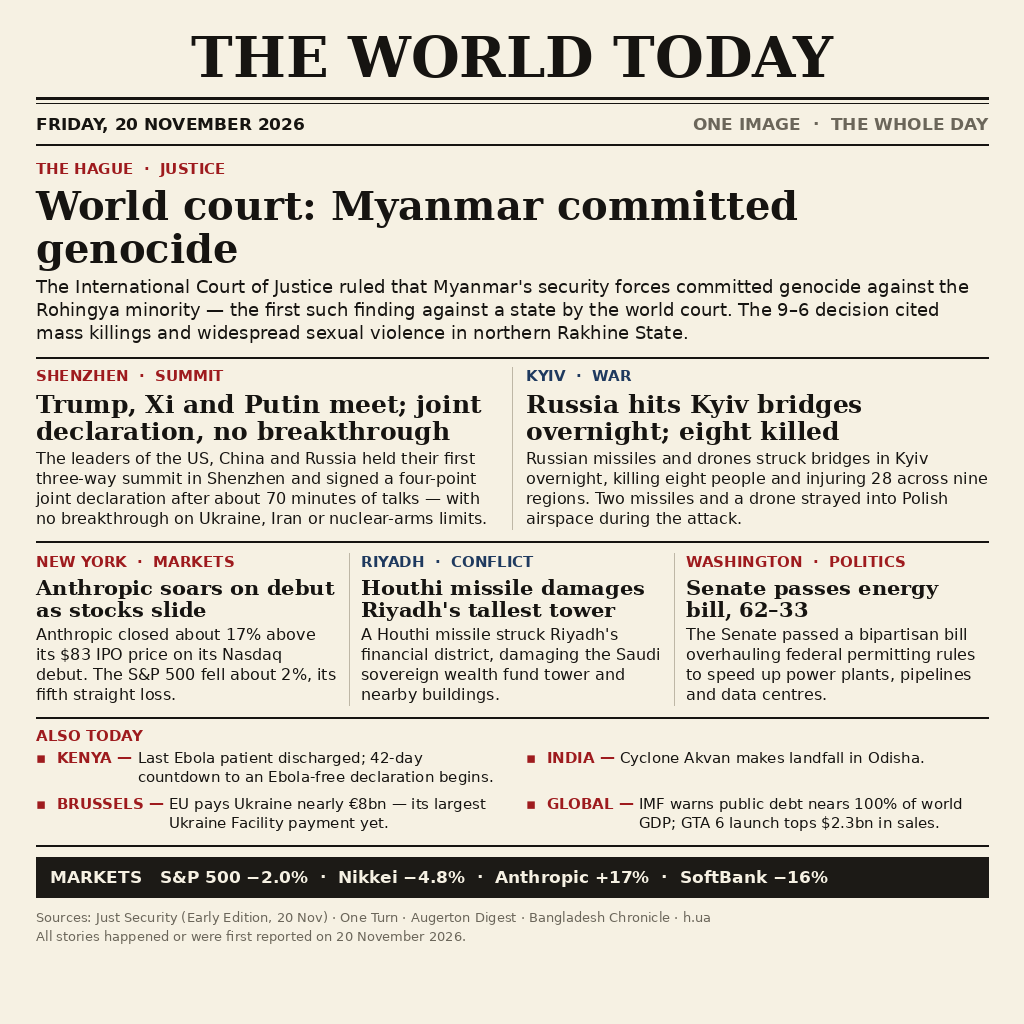 THE WORLD TODAY
FRIDAY, 20 NOVEMBER 2026
ONE IMAGE · THE WHOLE DAY
THE HAGUE · JUSTICE
World court: Myanmar committed
genocide
The International Court of Justice ruled that Myanmar's security forces committed genocide against the
Rohingya minority — the first such finding against a state by the world court. The 9–6 decision cited
mass killings and widespread sexual violence in northern Rakhine State.
SHENZHEN · SUMMIT
Trump, Xi and Putin meet; joint
declaration, no breakthrough
The leaders of the US, China and Russia held their first
three-way summit in Shenzhen and signed a four-point
joint declaration after about 70 minutes of talks — with
no breakthrough on Ukraine, Iran or nuclear-arms limits.
KYIV · WAR
Russia hits Kyiv bridges
overnight; eight killed
Russian missiles and drones struck bridges in Kyiv
overnight, killing eight people and injuring 28 across nine
regions. Two missiles and a drone strayed into Polish
airspace during the attack.
NEW YORK · MARKETS
Anthropic soars on debut
as stocks slide
Anthropic closed about 17% above
its $83 IPO price on its Nasdaq
debut. The S&P 500 fell about 2%, its
fifth straight loss.
RIYADH · CONFLICT
Houthi missile damages
Riyadh's tallest tower
A Houthi missile struck Riyadh's
financial district, damaging the Saudi
sovereign wealth fund tower and
nearby buildings.
WASHINGTON · POLITICS
Senate passes energy
bill, 62–33
The Senate passed a bipartisan bill
overhauling federal permitting rules
to speed up power plants, pipelines
and data centres.
ALSO TODAY
▪ KENYA — Last Ebola patient discharged; 42-day
countdown to an Ebola-free declaration begins.
▪ INDIA — Cyclone Akvan makes landfall in Odisha.
▪ BRUSSELS — EU pays Ukraine nearly €8bn — its largest
Ukraine Facility payment yet.
▪ GLOBAL — IMF warns public debt nears 100% of world
GDP; GTA 6 launch tops $2.3bn in sales.
MARKETS S&P 500 −2.0% · Nikkei −4.8% · Anthropic +17% · SoftBank −16%
Sources: Just Security (Early Edition, 20 Nov) · One Turn · Augerton Digest · Bangladesh Chronicle · h.ua
All stories happened or were first reported on 20 November 2026.